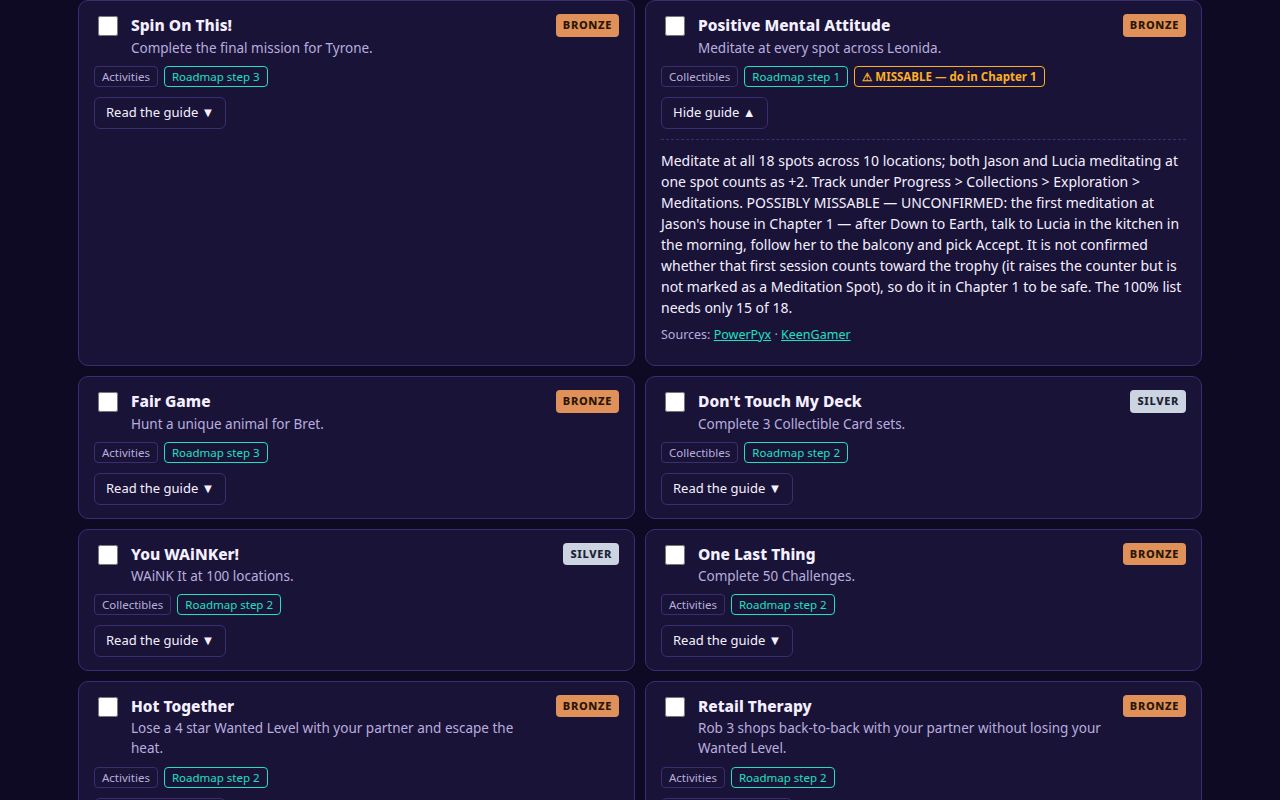 Spin On This!
BRONZE
Complete the final mission for Tyrone.
Activities
Roadmap step 3
Read the guide ▼
Positive Mental Attitude
BRONZE
Meditate at every spot across Leonida.
Collectibles
Roadmap step 1
⚠ MISSABLE — do in Chapter 1
Hide guide ▲
Meditate at all 18 spots across 10 locations; both Jason and Lucia meditating at
one spot counts as +2. Track under Progress > Collections > Exploration >
Meditations. POSSIBLY MISSABLE — UNCONFIRMED: the first meditation at
Jason's house in Chapter 1 — after Down to Earth, talk to Lucia in the kitchen in
the morning, follow her to the balcony and pick Accept. It is not confirmed
whether that first session counts toward the trophy (it raises the counter but is
not marked as a Meditation Spot), so do it in Chapter 1 to be safe. The 100% list
needs only 15 of 18.
Sources: PowerPyx · KeenGamer
Fair Game
BRONZE
Hunt a unique animal for Bret.
Activities
Roadmap step 3
Read the guide ▼
Don't Touch My Deck
SILVER
Complete 3 Collectible Card sets.
Collectibles
Roadmap step 2
Read the guide ▼
You WAiNKer!
SILVER
WAiNK It at 100 locations.
Collectibles
Roadmap step 2
Read the guide ▼
One Last Thing
BRONZE
Complete 50 Challenges.
Activities
Roadmap step 2
Read the guide ▼
Hot Together
BRONZE
Lose a 4 star Wanted Level with your partner and escape the
heat.
Activities
Roadmap step 2
Retail Therapy
BRONZE
Rob 3 shops back-to-back with your partner without losing your
Wanted Level.
Activities
Roadmap step 2